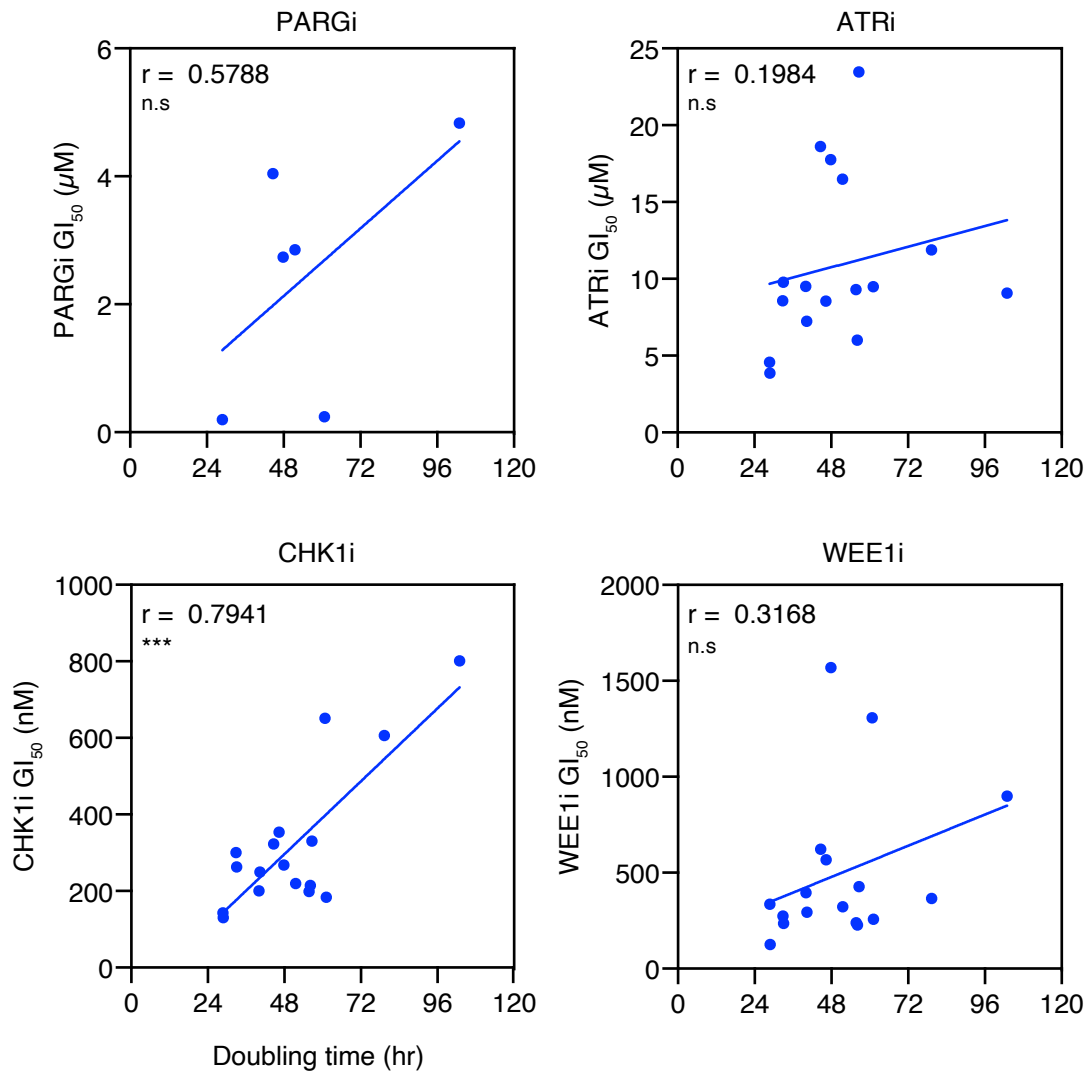 PARGi
r = 0.5788
n.s
PARGi GI50 (µM)
6
4
2
0
0 24 48 72 96 120
ATRi
r = 0.1984
n.s
ATRi GI50 (µM)
25
20
15
10
5
0
0 24 48 72 96 120
CHK1i
r = 0.7941
***
CHK1i GI50 (nM)
1000
800
600
400
200
0
0 24 48 72 96 120
Doubling time (hr)
WEE1i
r = 0.3168
n.s
WEE1i GI50 (nM)
2000
1500
1000
500
0
0 24 48 72 96 120